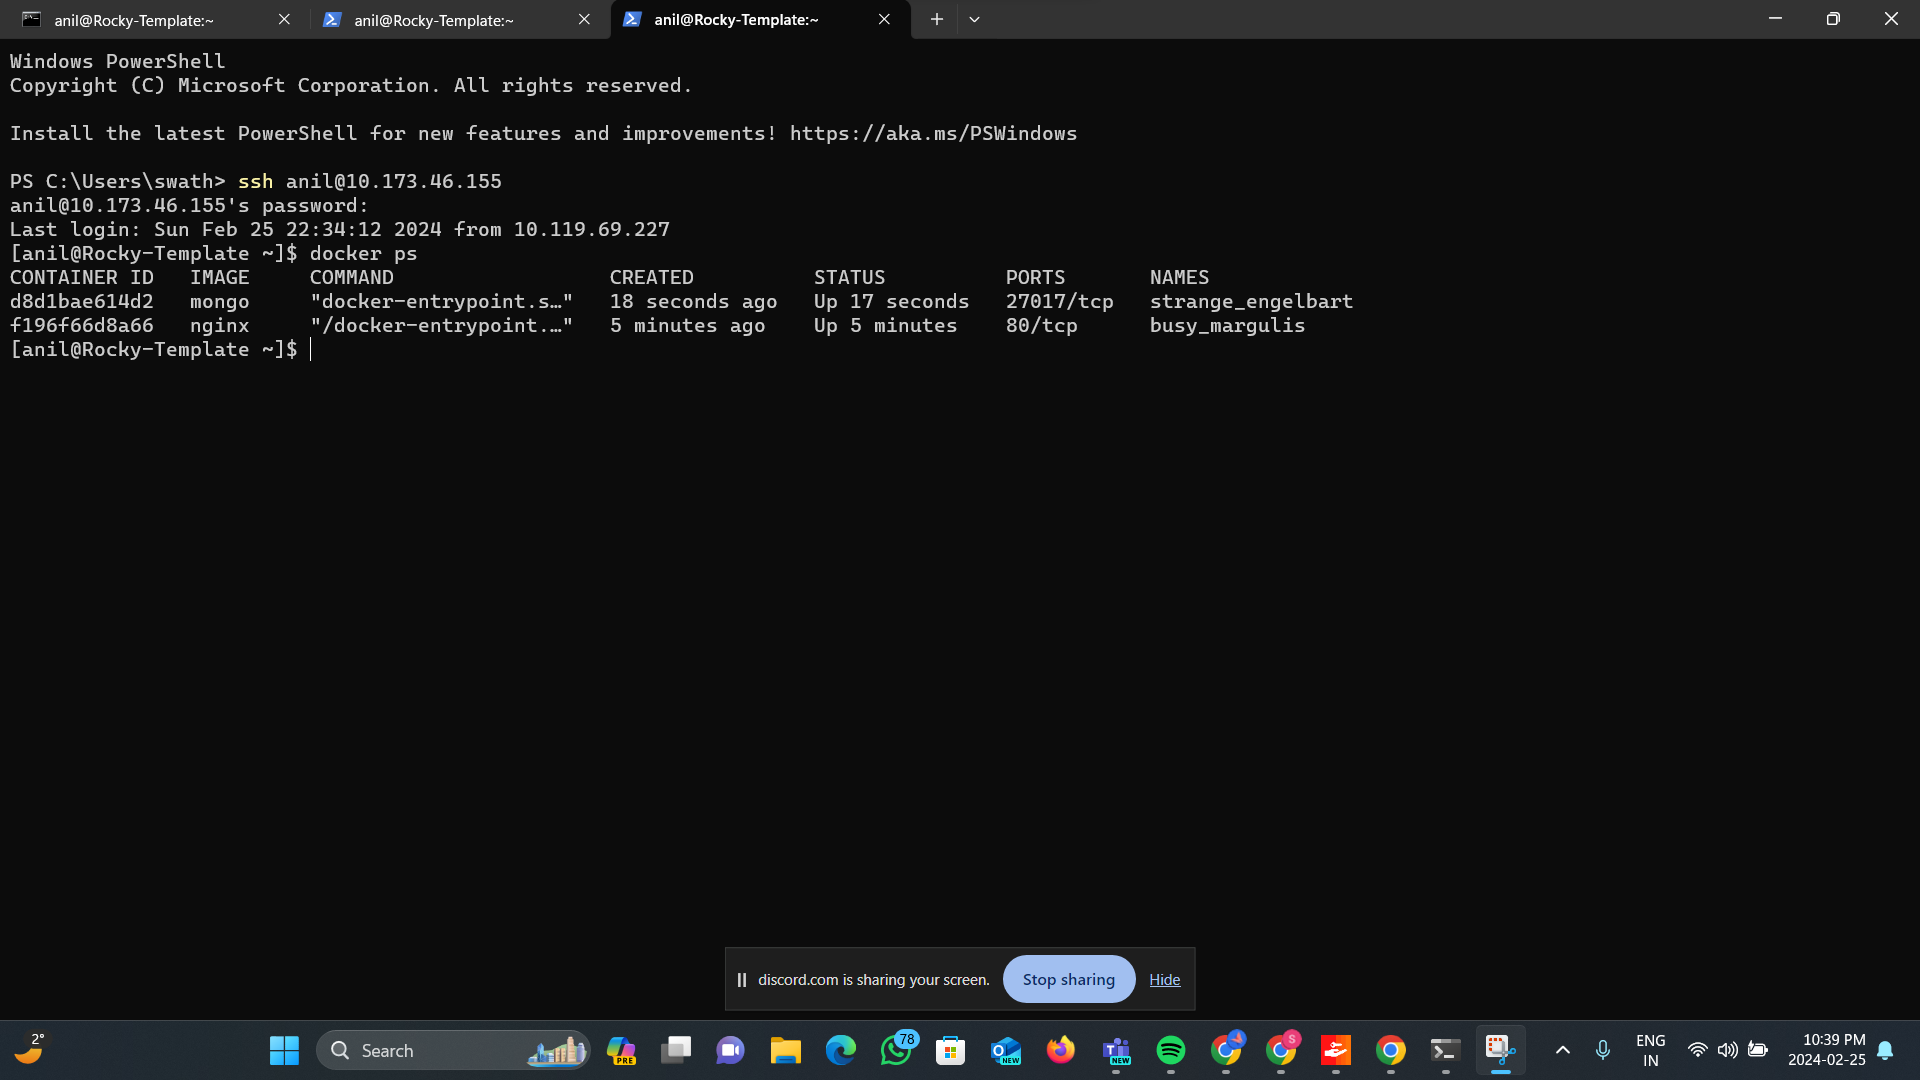 anil@Rocky-Template:~
anil@Rocky-Template:~
anil@Rocky-Template:~
Windows PowerShell
Copyright (C) Microsoft Corporation. All rights reserved.
Install the latest PowerShell for new features and improvements! https://aka.ms/PSWindows
PS C:\Users\swath> ssh anil@10.173.46.155
anil@10.173.46.155's password:
Last login: Sun Feb 25 22:34:12 2024 from 10.119.69.227
[anil@Rocky-Template ~]$ docker ps
CONTAINER ID   IMAGE     COMMAND                  CREATED          STATUS          PORTS       NAMES
d8d1bae614d2   mongo     "docker-entrypoint.s…"   18 seconds ago   Up 17 seconds   27017/tcp   strange_engelbart
f196f66d8a66   nginx     "/docker-entrypoint.…"   5 minutes ago    Up 5 minutes    80/tcp      busy_margulis
[anil@Rocky-Template ~]$
discord.com is sharing your screen. Stop sharing Hide
2°
Search
PRE
78
NEW
NEW
S
ENG
IN
10:39 PM
2024-02-25